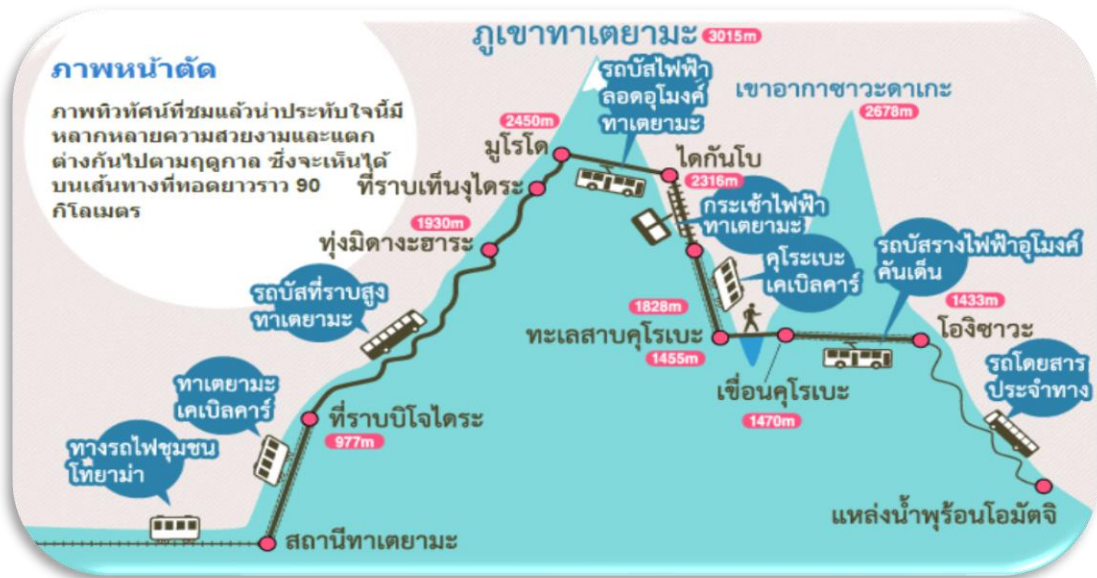 ภูเขาทาเตยามะ 3015m
ภาพหน้าตัด
ภาพทิวทัศน์ที่ชมแล้วน่าประทับใจนี้มี
หลากหลายความสวยงามและแตก
ต่างกันไปตามฤดูกาล ซึ่งจะเห็นได้
บนเส้นทางที่ทอดยาวราว 90
กิโลเมตร
รถบัสไฟฟ้า
ลอดอุโมงค์
ทาเตยามะ
เขาอากาซาวะดาเกะ
2678m
2450m
มูโรโด
ไดกันโบ
2316m
ที่ราบเท็นงุไดระ
กระเช้าไฟฟ้า
ทาเตยามะ
1930m
ทุ่งมิดางะฮาระ
รถบัสรางไฟฟ้าอุโมงค์
คันเด็น
คุโระเบะ
เคเบิลคาร์
รถบัสที่ราบสูง
ทาเตยามะ
1828m
1433m
ทะเลสาบคุโรเบะ
1455m
โองิซาวะ
รถโดยสาร
ประจำทาง
ทาเตยามะ
เคเบิลคาร์
เขื่อนคุโรเบะ
1470m
ที่ราบบิโจไดระ
977m
ทางรถไฟชุมชน
โทยาม่า
แหล่งน้ำพุร้อนโอมัตจิ
สถานีทาเตยามะ